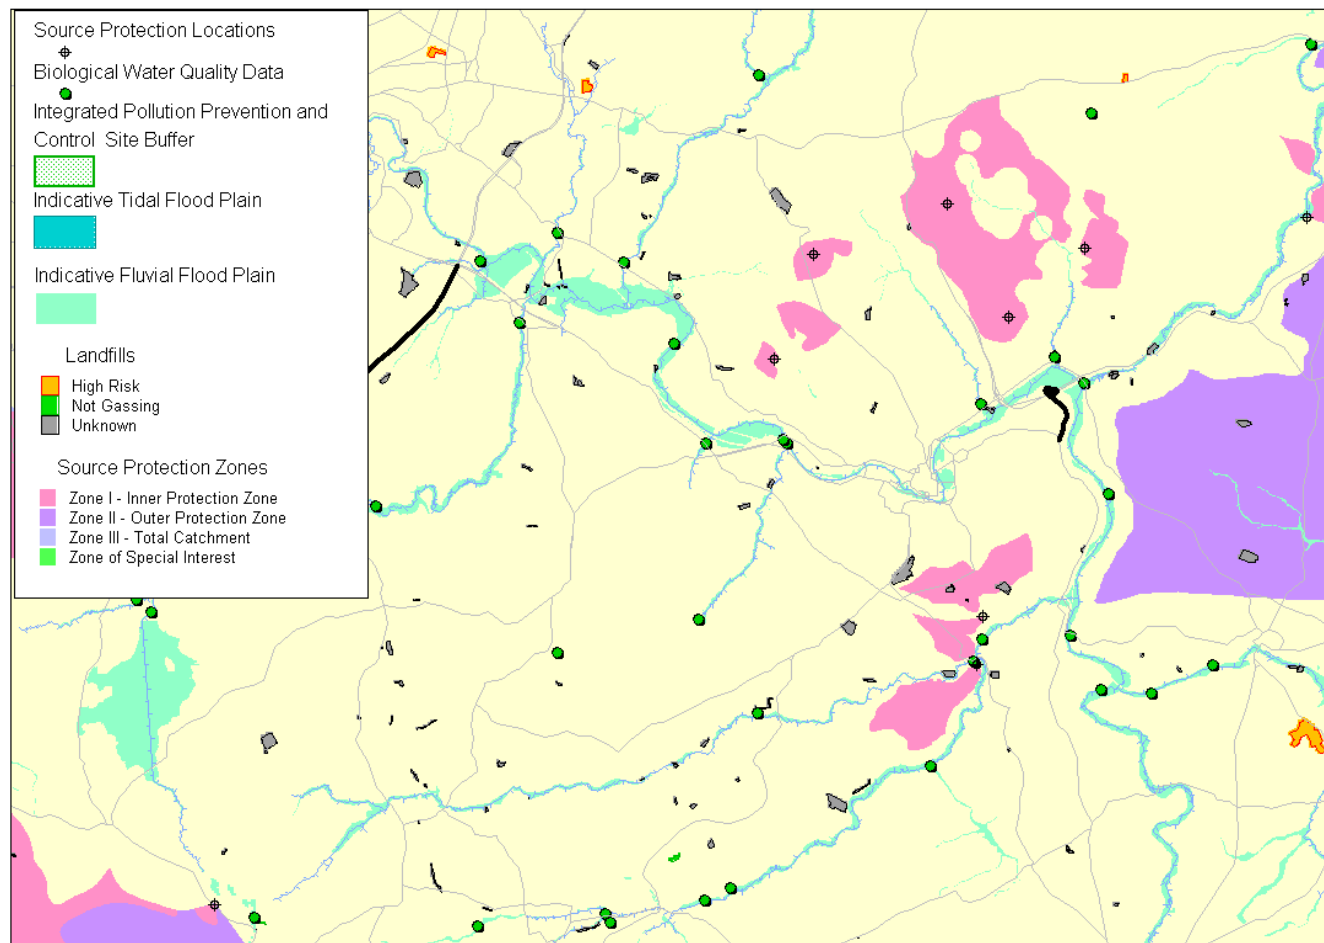 Source Protection Locations
Biological Water Quality Data
Integrated Pollution Prevention and
Control Site Buffer
Indicative Tidal Flood Plain
Indicative Fluvial Flood Plain
Landfills
High Risk
Not Gassing
Unknown
Source Protection Zones
Zone I - Inner Protection Zone
Zone II - Outer Protection Zone
Zone III - Total Catchment
Zone of Special Interest